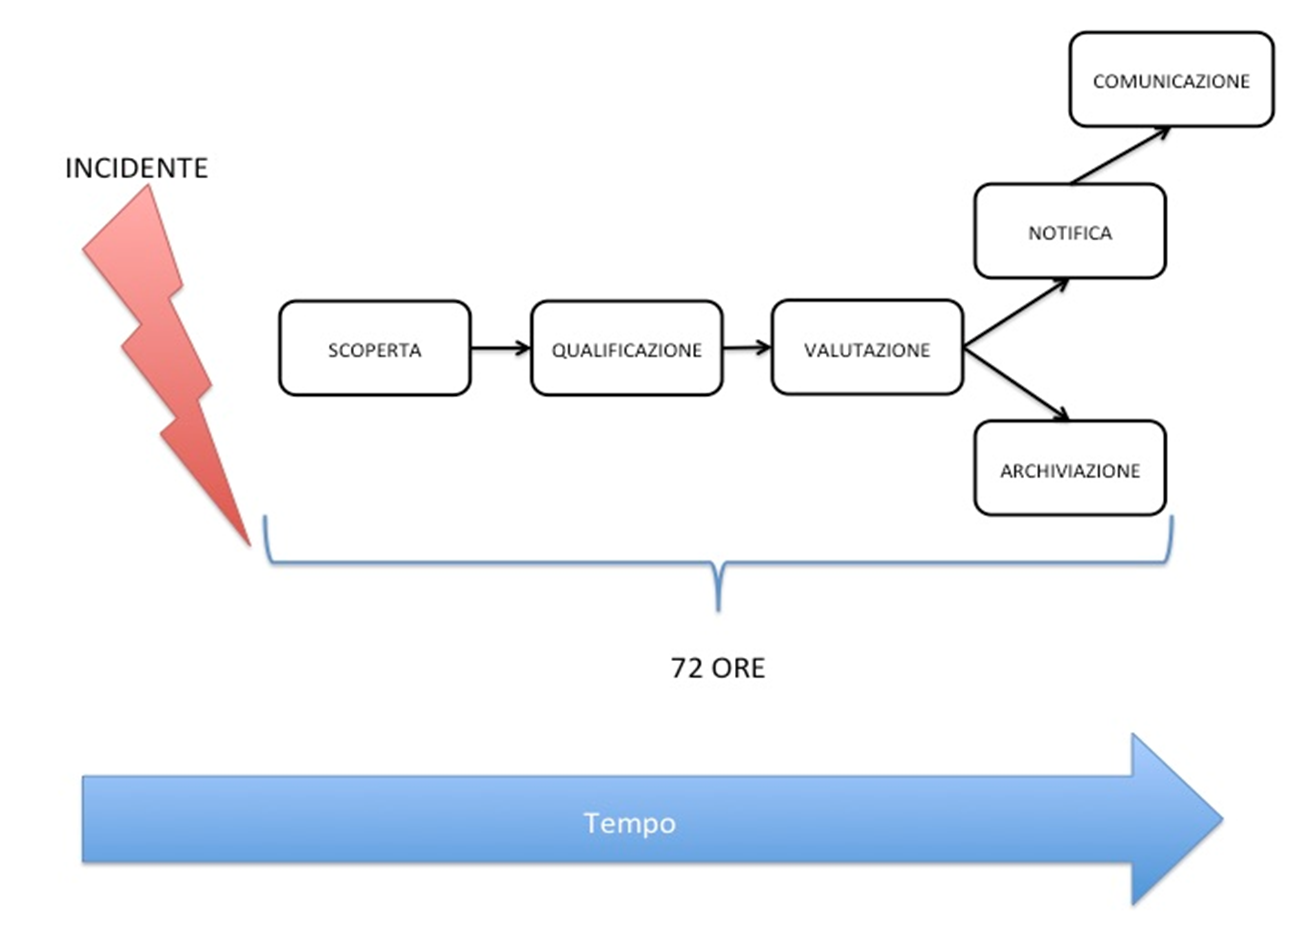 COMUNICAZIONE
INCIDENTE
NOTIFICA
SCOPERTA
QUALIFICAZIONE
VALUTAZIONE
ARCHIVIAZIONE
72 ORE
Tempo